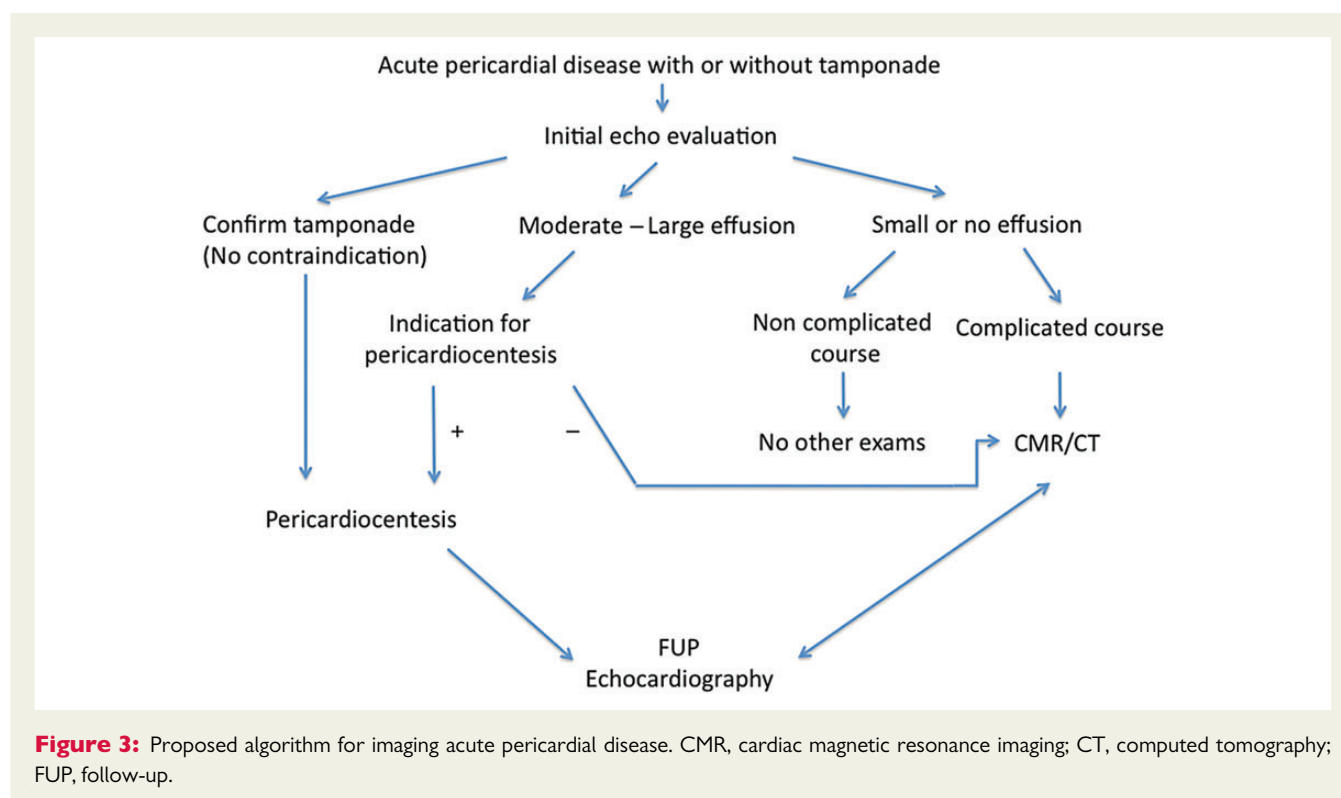 Acute pericardial disease with or without tamponade
Initial echo evaluation
Confirm tamponade
(No contraindication)
Moderate – Large effusion
Small or no effusion
Indication for
pericardiocentesis
Non complicated
course
Complicated course
+
–
No other exams
CMR/CT
Pericardiocentesis
FUP
Echocardiography
Figure 3: Proposed algorithm for imaging acute pericardial disease. CMR, cardiac magnetic resonance imaging; CT, computed tomography;
FUP, follow-up.